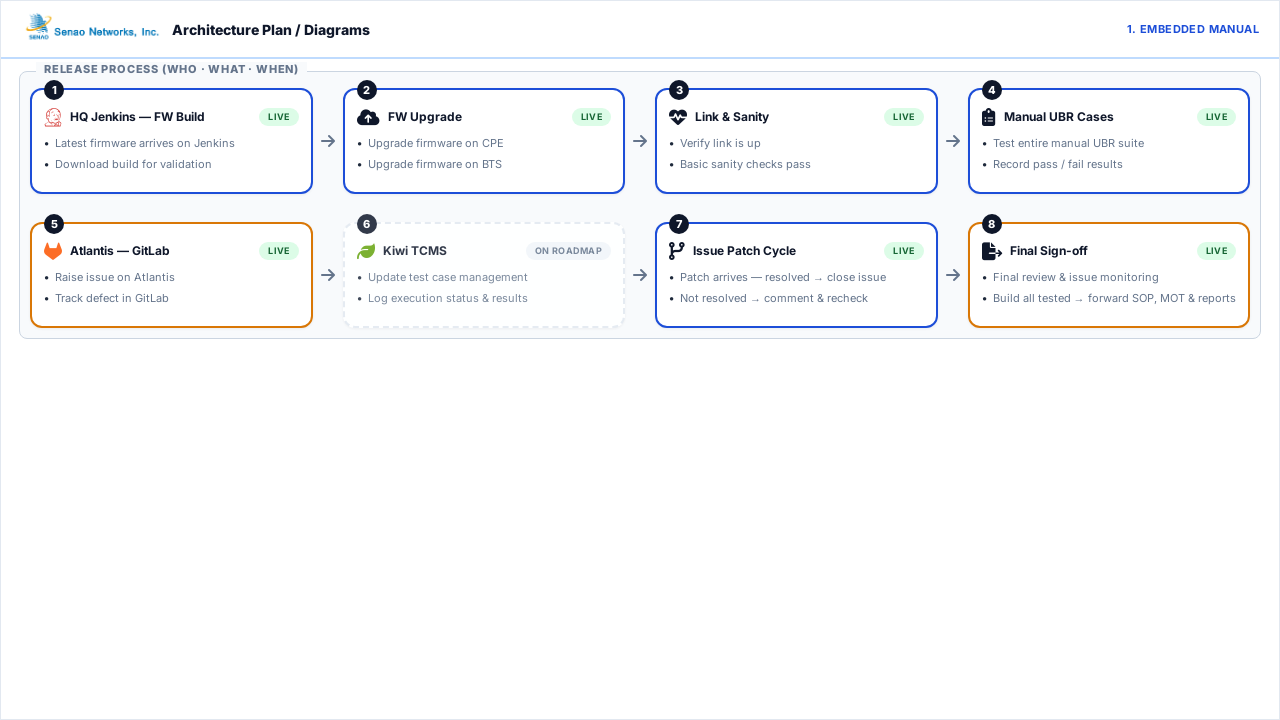 SENAO
Senao Networks, Inc.
Architecture Plan / Diagrams
1. EMBEDDED MANUAL
RELEASE PROCESS (WHO · WHAT · WHEN)
1
HQ Jenkins — FW Build
LIVE
• Latest firmware arrives on Jenkins
• Download build for validation
2
FW Upgrade
LIVE
• Upgrade firmware on CPE
• Upgrade firmware on BTS
3
Link & Sanity
LIVE
• Verify link is up
• Basic sanity checks pass
4
Manual UBR Cases
LIVE
• Test entire manual UBR suite
• Record pass / fail results
5
Atlantis — GitLab
LIVE
• Raise issue on Atlantis
• Track defect in GitLab
6
Kiwi TCMS
ON ROADMAP
• Update test case management
• Log execution status & results
7
Issue Patch Cycle
LIVE
• Patch arrives — resolved → close issue
• Not resolved → comment & recheck
8
Final Sign-off
LIVE
• Final review & issue monitoring
• Build all tested → forward SOP, MOT & reports